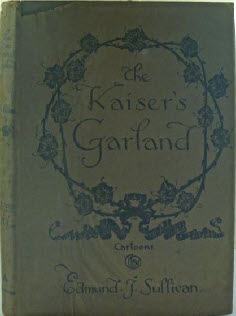 The
Kaiser's
Garland
Cartoons
Edmund J. Sullivan